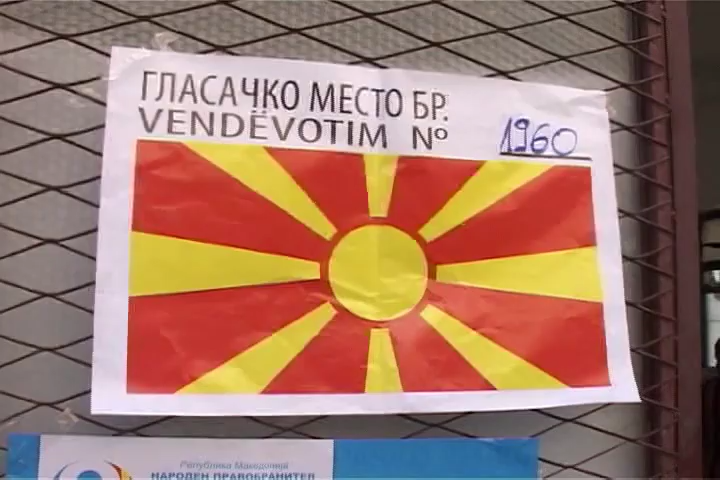 ГЛАСАЧКО МЕСТО БР.
VENDËVOTIM Nº 1960
Република Македонија
НАРОДЕН ПРАВОБРАНИТЕЛ